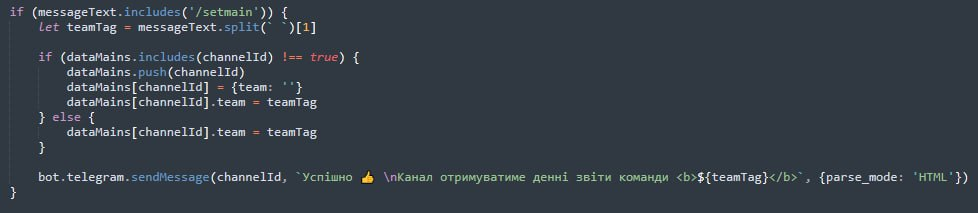 if (messageText.includes('/setmain')) {
let teamTag = messageText.split(` `)[1]
if (dataMains.includes(channelId) !== true) {
dataMains.push(channelId)
dataMains[channelId] = {team: ''}
dataMains[channelId].team = teamTag
} else {
dataMains[channelId].team = teamTag
}
bot.telegram.sendMessage(channelId, `Успішно 👍 \nКанал отримуватиме денні звіти команди <b>${teamTag}</b>`, {parse_mode: 'HTML'})
}